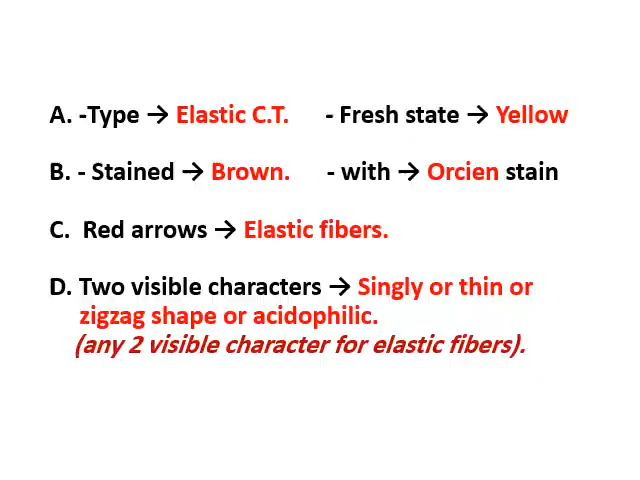 A. -Type → Elastic C.T. - Fresh state → Yellow
B. - Stained → Brown. - with → Orcien stain
C. Red arrows → Elastic fibers.
D. Two visible characters → Singly or thin or
zigzag shape or acidophilic.
(any 2 visible character for elastic fibers).